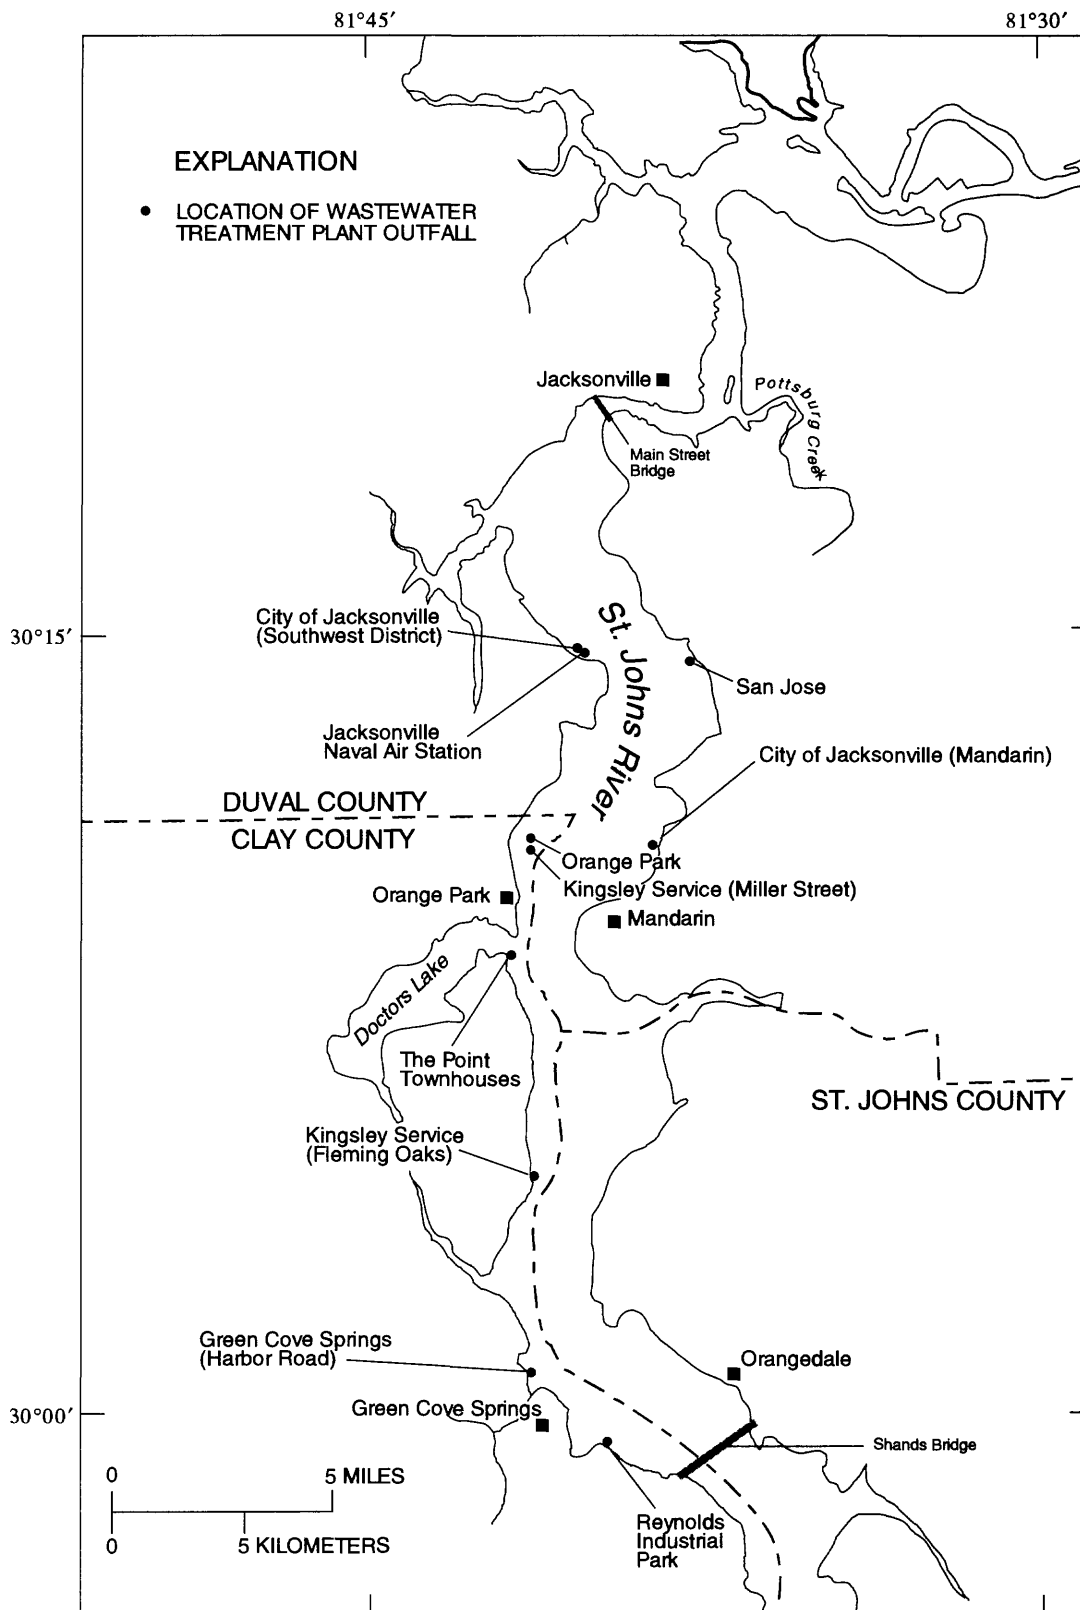 81°45′
81°30′
EXPLANATION
LOCATION OF WASTEWATER
TREATMENT PLANT OUTFALL
Jacksonville
Pottsburg Creek
Main Street
Bridge
City of Jacksonville
(Southwest District)
30°15′
St. Johns River
San Jose
Jacksonville
Naval Air Station
City of Jacksonville (Mandarin)
DUVAL COUNTY
CLAY COUNTY
Orange Park
Kingsley Service (Miller Street)
Orange Park
Mandarin
Doctors Lake
The Point
Townhouses
ST. JOHNS COUNTY
Kingsley Service
(Fleming Oaks)
Green Cove Springs
(Harbor Road)
Orangedale
30°00′
Green Cove Springs
Shands Bridge
0
5 MILES
0
5 KILOMETERS
Reynolds
Industrial
Park